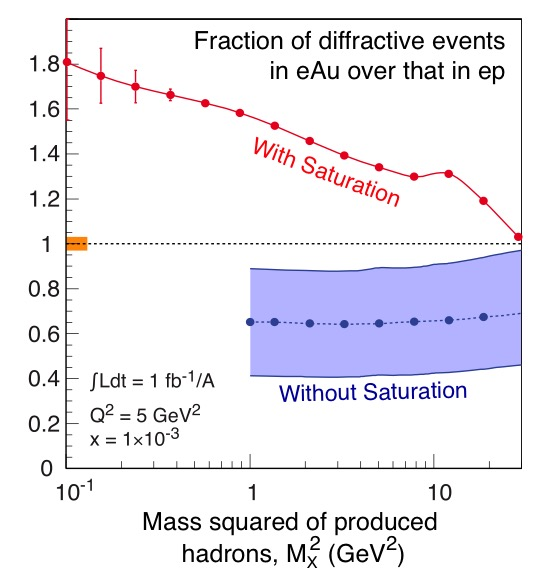 Fraction of diffractive events
in eAu over that in ep
1.8
1.6
1.4
1.2
1
0.8
0.6
0.4
0.2
0
With Saturation
Without Saturation
∫Ldt = 1 fb⁻¹/A
Q² = 5 GeV²
x = 1×10⁻³
10⁻¹ 1 10
Mass squared of produced
hadrons, Mₓ² (GeV²)